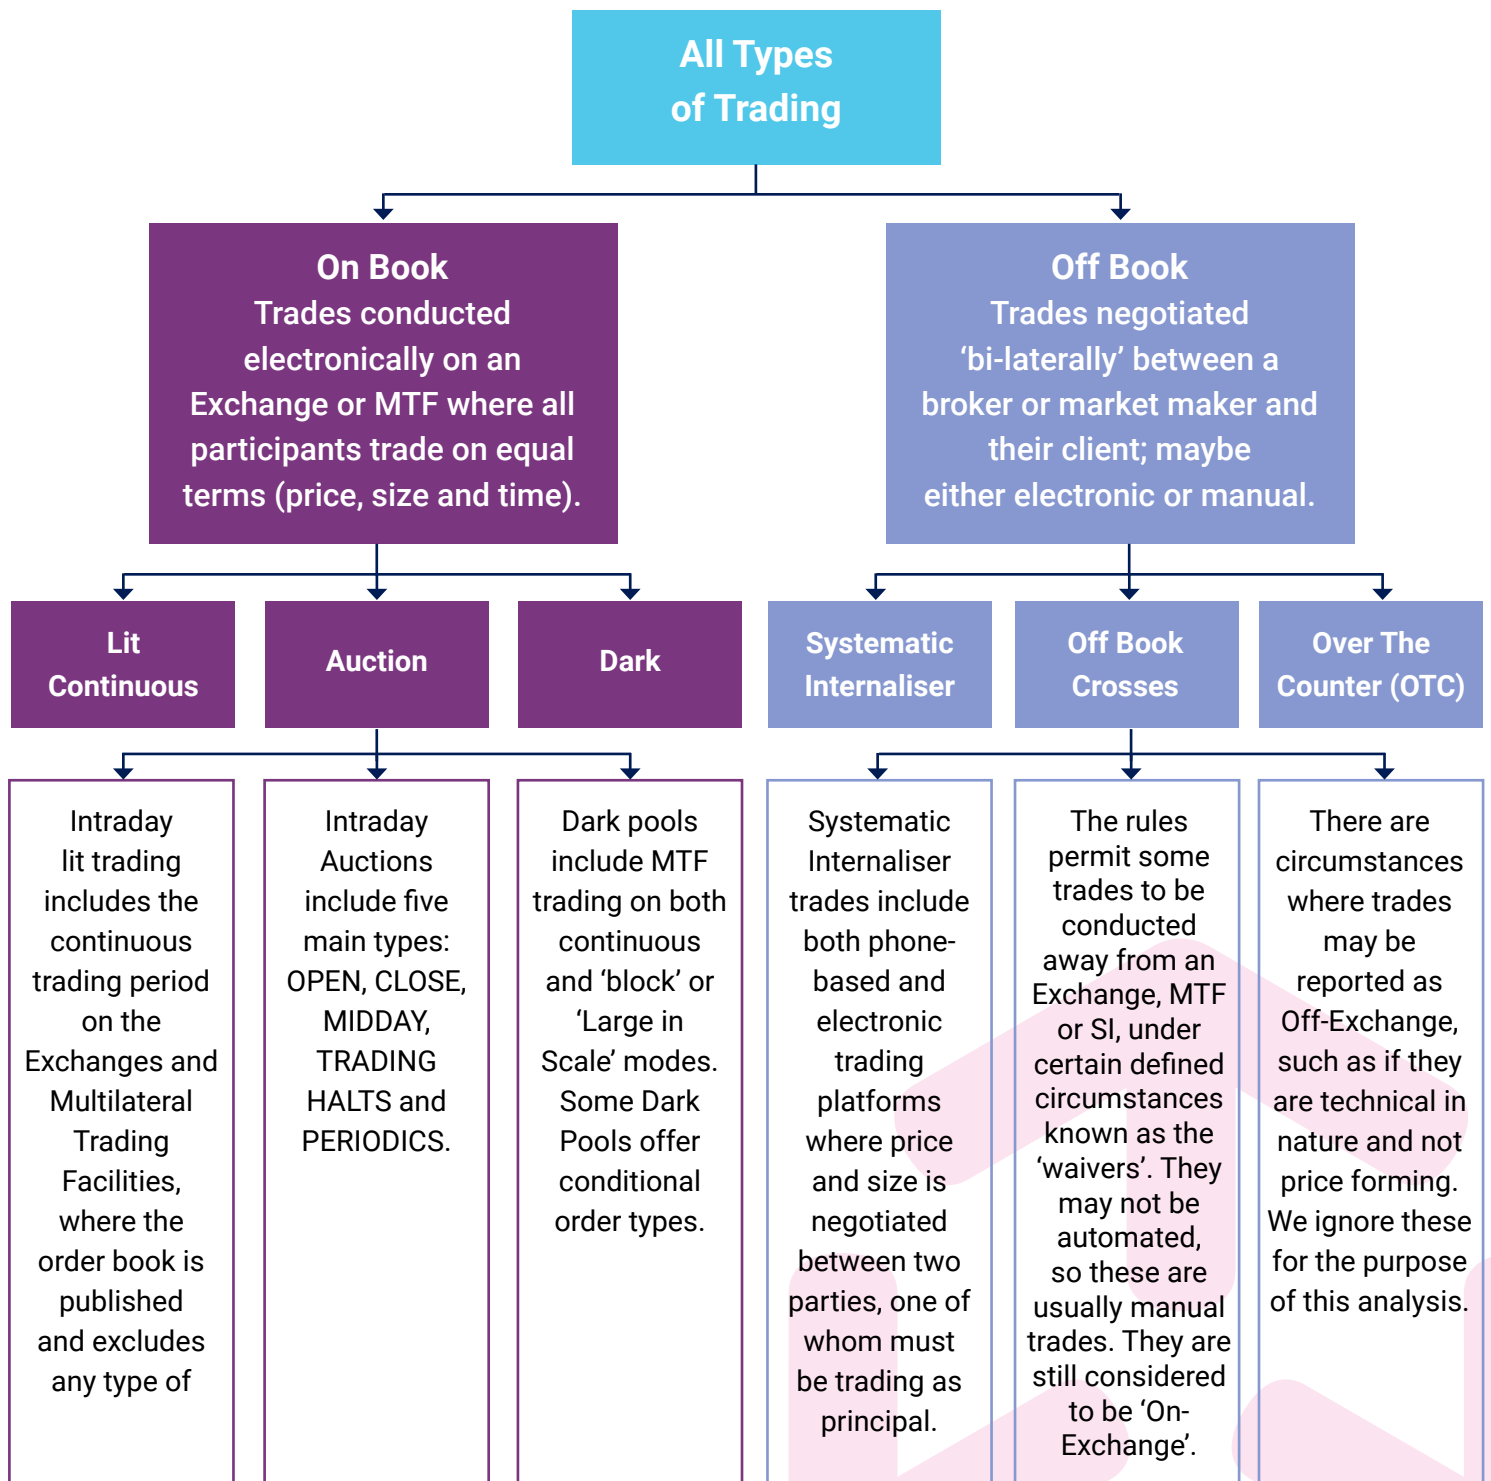 All Types
of Trading
On Book
Trades conducted
electronically on an
Exchange or MTF where all
participants trade on equal
terms (price, size and time).
Off Book
Trades negotiated
‘bi-laterally’ between a
broker or market maker and
their client; maybe
either electronic or manual.
Lit
Continuous
Auction
Dark
Systematic
Internaliser
Off Book
Crosses
Over The
Counter (OTC)
Intraday
lit trading
includes the
continuous
trading period
on the
Exchanges and
Multilateral
Trading
Facilities,
where the
order book is
published
and excludes
any type of
Intraday
Auctions
include five
main types:
OPEN, CLOSE,
MIDDAY,
TRADING
HALTS and
PERIODICS.
Dark pools
include MTF
trading on both
continuous
and ‘block’ or
‘Large in
Scale’ modes.
Some Dark
Pools offer
conditional
order types.
Systematic
Internaliser
trades include
both phone-
based and
electronic
trading
platforms
where price
and size is
negotiated
between two
parties, one of
whom must
be trading as
principal.
The rules
permit some
trades to be
conducted
away from an
Exchange, MTF
or SI, under
certain defined
circumstances
known as the
‘waivers’. They
may not be
automated,
so these are
usually manual
trades. They are
still considered
to be ‘On-
Exchange’.
There are
circumstances
where trades
may be
reported as
Off-Exchange,
such as if they
are technical in
nature and not
price forming.
We ignore these
for the purpose
of this analysis.